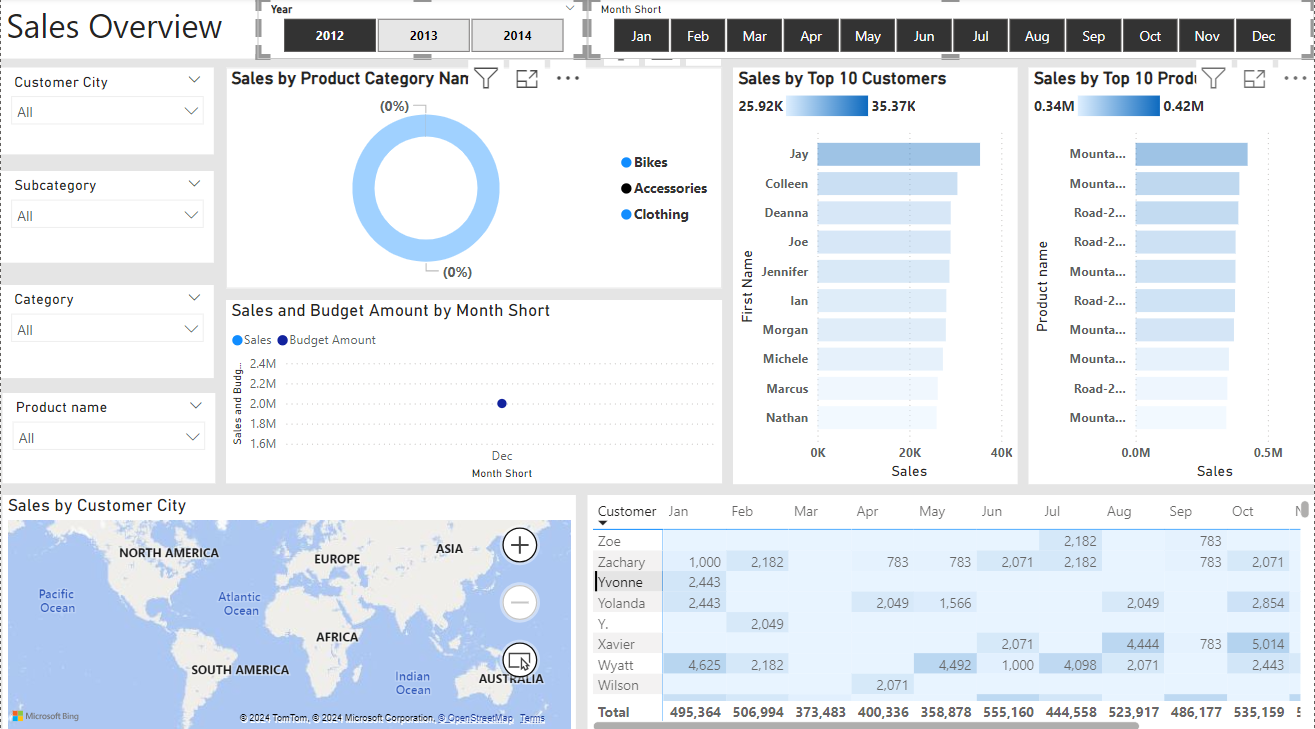 Sales Overview
Year
2012 2013 2014
Month Short
Jan Feb Mar Apr May Jun Jul Aug Sep Oct Nov Dec
Customer City
All
Subcategory
All
Category
All
Product name
All
Sales by Product Category Nam
(0%)
(0%)
Bikes
Accessories
Clothing
Sales and Budget Amount by Month Short
Sales Budget Amount
Sales and Budg...
2.4M
2.2M
2.0M
1.8M
1.6M
Dec
Month Short
Sales by Top 10 Customers
25.92K 35.37K
First Name
Jay
Colleen
Deanna
Joe
Jennifer
Ian
Morgan
Michele
Marcus
Nathan
0K 20K 40K
Sales
Sales by Top 10 Produ
0.34M 0.42M
Product name
Mounta...
Mounta...
Road-2...
Road-2...
Mounta...
Road-2...
Mounta...
Mounta...
Road-2...
Mounta...
0.0M 0.5M
Sales
Sales by Customer City
NORTH AMERICA
EUROPE
ASIA
Pacific
Ocean
Atlantic
Ocean
AFRICA
SOUTH AMERICA
Indian
Ocean
AUSTRALIA
Microsoft Bing
© 2024 TomTom, © 2024 Microsoft Corporation, © OpenStreetMap Terms
Customer Jan Feb Mar Apr May Jun Jul Aug Sep Oct N
Zoe 2,182 783
Zachary 1,000 2,182 783 783 2,071 2,182 783 2,071
Yvonne 2,443
Yolanda 2,443 2,049 1,566 2,049 2,854
Y. 2,049
Xavier 2,071 4,444 783 5,014
Wyatt 4,625 2,182 4,492 1,000 4,098 2,071 2,443
Wilson 2,071
Total 495,364 506,994 373,483 400,336 358,878 555,160 444,558 523,917 486,177 535,159 5